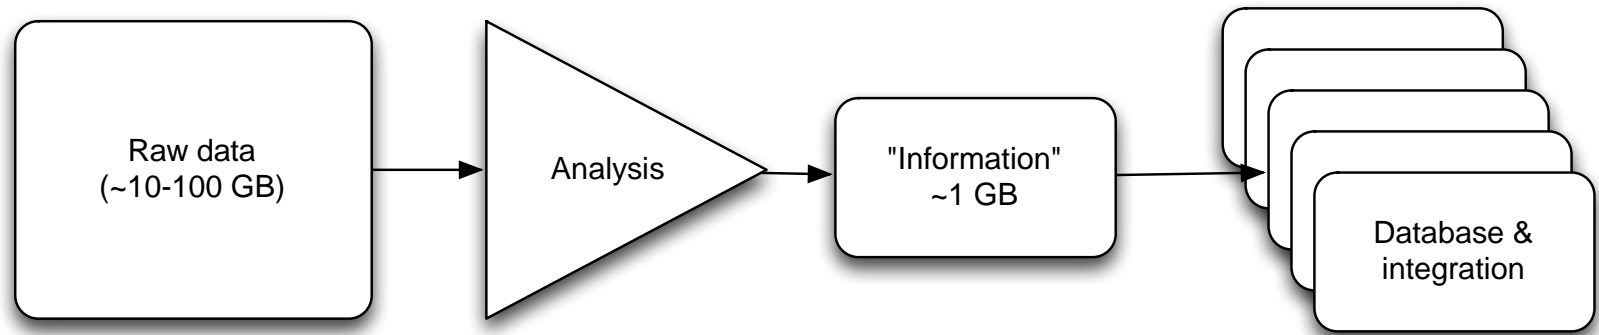 Raw data
(~10-100 GB)
Analysis
"Information"
~1 GB
Database &
integration